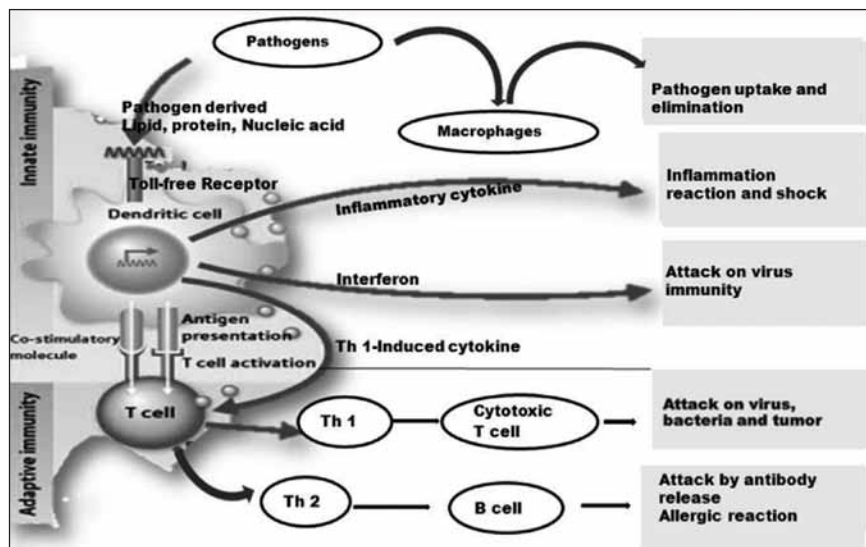 Innate immunity
Pathogens
Pathogen derived
Lipid, protein, Nucleic acid
Macrophages
Pathogen uptake and
elimination
Toll-free Receptor
Dendritic cell
Inflammatory cytokine
Inflammation
reaction and shock
Interferon
Attack on virus
immunity
Co-stimulatory
molecule
Antigen
presentation
T cell activation
Th 1-Induced cytokine
Adaptive immunity
T cell
Th 1
Cytotoxic
T cell
Attack on virus,
bacteria and tumor
Th 2
B cell
Attack by antibody
release
Allergic reaction